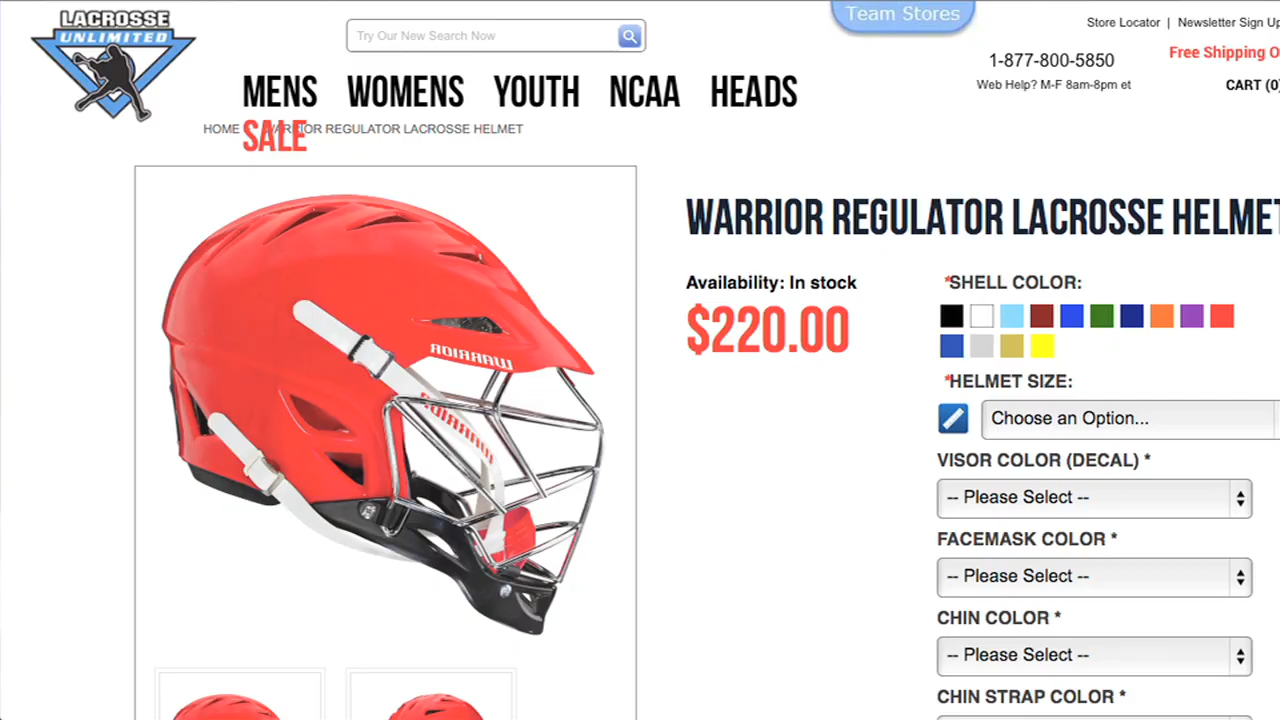 LACROSSE
UNLIMITED
Try Our New Search Now
Team Stores
Store Locator | Newsletter Sign Up
1-877-800-5850
Free Shipping O
Web Help? M-F 8am-8pm et
CART (0)
MENS WOMENS YOUTH NCAA HEADS
SALE
HOME WARRIOR REGULATOR LACROSSE HELMET
WARRIOR REGULATOR LACROSSE HELMET
Availability: In stock
$220.00
*SHELL COLOR:
*HELMET SIZE:
Choose an Option...
VISOR COLOR (DECAL) *
-- Please Select --
FACEMASK COLOR *
-- Please Select --
CHIN COLOR *
-- Please Select --
CHIN STRAP COLOR *
WARRIOR
WARRIOR